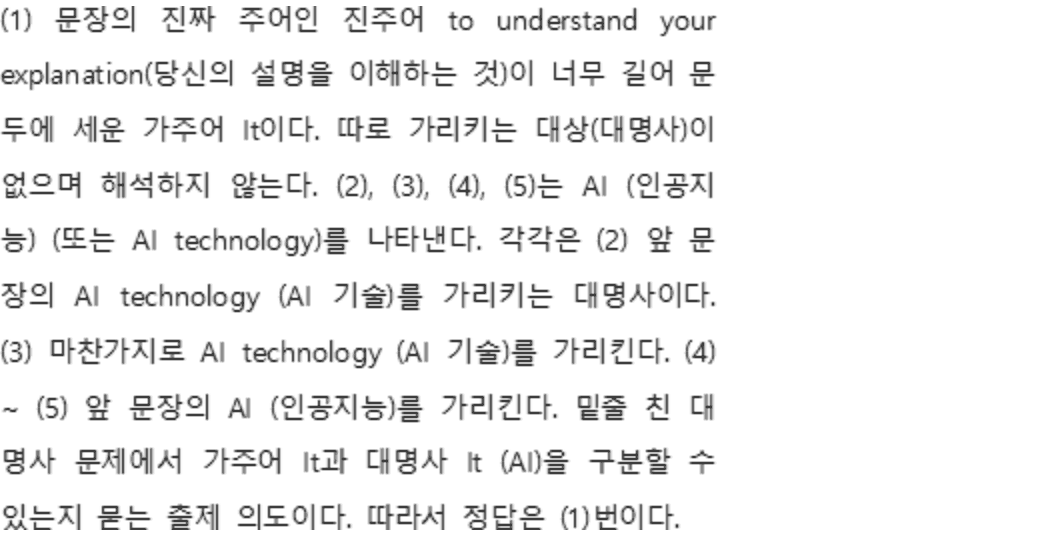 (1) 문장의 진짜 주어인 진주어 to understand your
explanation(당신의 설명을 이해하는 것)이 너무 길어 문
두에 세운 가주어 It이다. 따로 가리키는 대상(대명사)이
없으며 해석하지 않는다. (2), (3), (4), (5)는 AI (인공지
능) (또는 AI technology)를 나타낸다. 각각은 (2) 앞 문
장의 AI technology (AI 기술)를 가리키는 대명사이다.
(3) 마찬가지로 AI technology (AI 기술)를 가리킨다. (4)
~ (5) 앞 문장의 AI (인공지능)를 가리킨다. 밑줄 친 대
명사 문제에서 가주어 It과 대명사 It (AI)을 구분할 수
있는지 묻는 출제 의도이다. 따라서 정답은 (1)번이다.